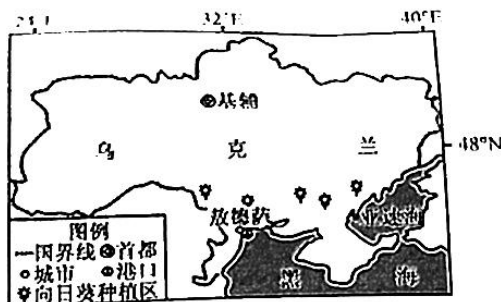 24°E 32°E 40°E
基辅
乌克兰
48°N
敖德萨
亚速海
图例
国界线 首都
城市 港口
向日葵种植区
黑海